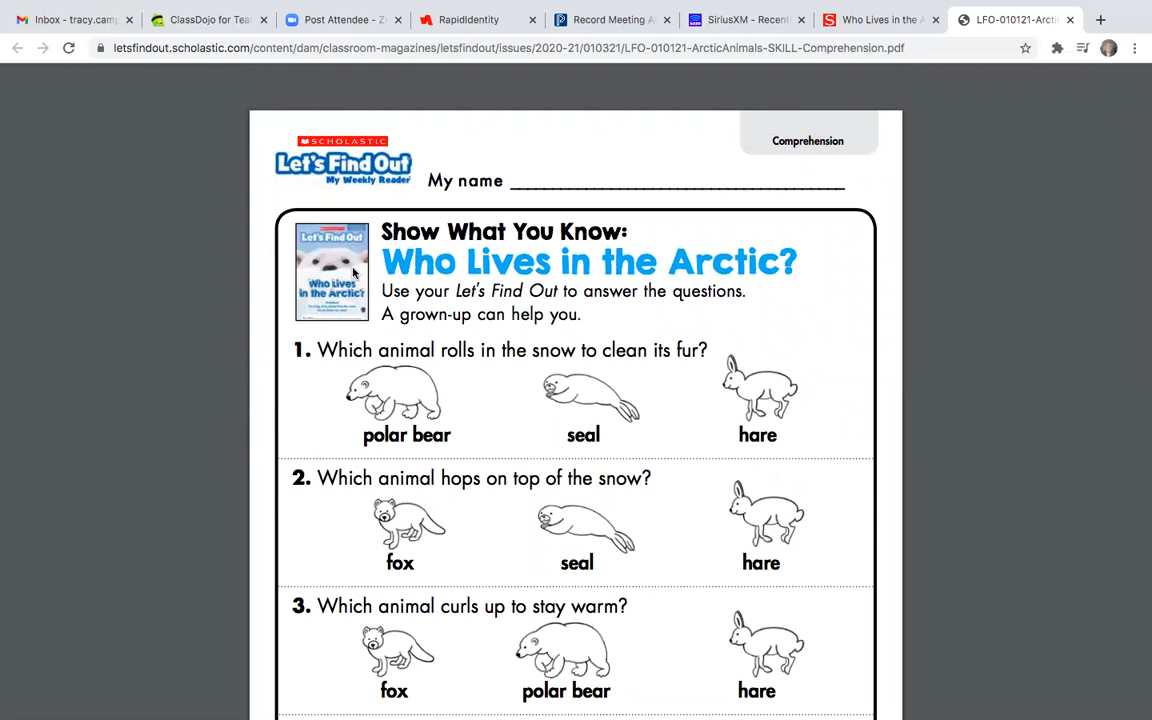 Inbox - tracy.camp
ClassDojo for Tea
Post Attendee - Z
RapidIdentity
Record Meeting A
SiriusXM - Recent
Who Lives in the A
LFO-010121-Arctic
letsfindout.scholastic.com/content/dam/classroom-magazines/letsfindout/issues/2020-21/010321/LFO-010121-ArcticAnimals-SKILL-Comprehension.pdf
Comprehension
SCHOLASTIC
Let's Find Out
My Weekly Reader
My name
Show What You Know:
Let's Find Out
Who Lives
in the Arctic?
Who Lives in the Arctic?
Use your Let's Find Out to answer the questions.
A grown-up can help you.
1. Which animal rolls in the snow to clean its fur?
polar bear seal hare
2. Which animal hops on top of the snow?
fox seal hare
3. Which animal curls up to stay warm?
fox polar bear hare